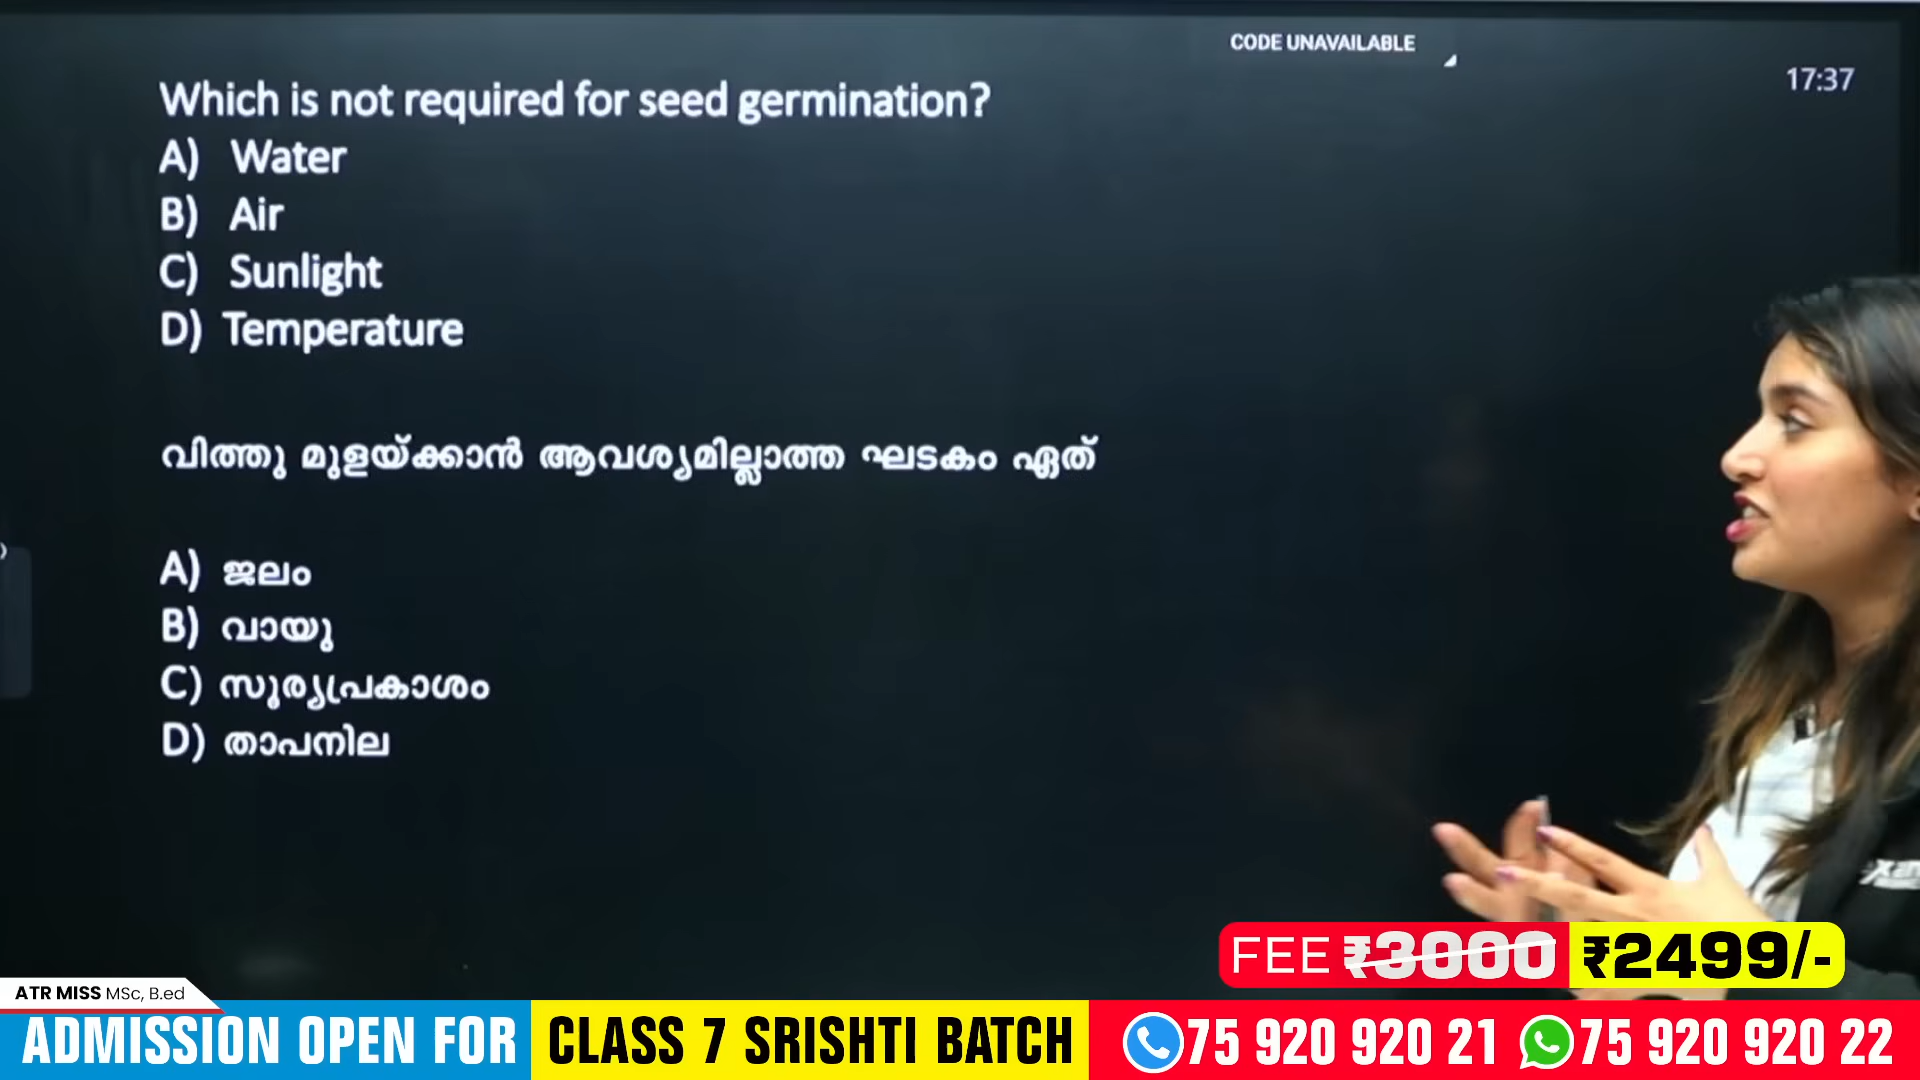 CODE UNAVAILABLE
17:37
Which is not required for seed germination?
A) Water
B) Air
C) Sunlight
D) Temperature
വിത്തു മുളയ്ക്കാൻ ആവശ്യമില്ലാത്ത ഘടകം ഏത്
A) ജലം
B) വായു
C) സൂര്യപ്രകാശം
D) താപനില
FEE ₹3000 ₹2499/-
ATR MISS MSc, B.ed
ADMISSION OPEN FOR CLASS 7 SRISHTI BATCH 75 920 920 21 75 920 920 22